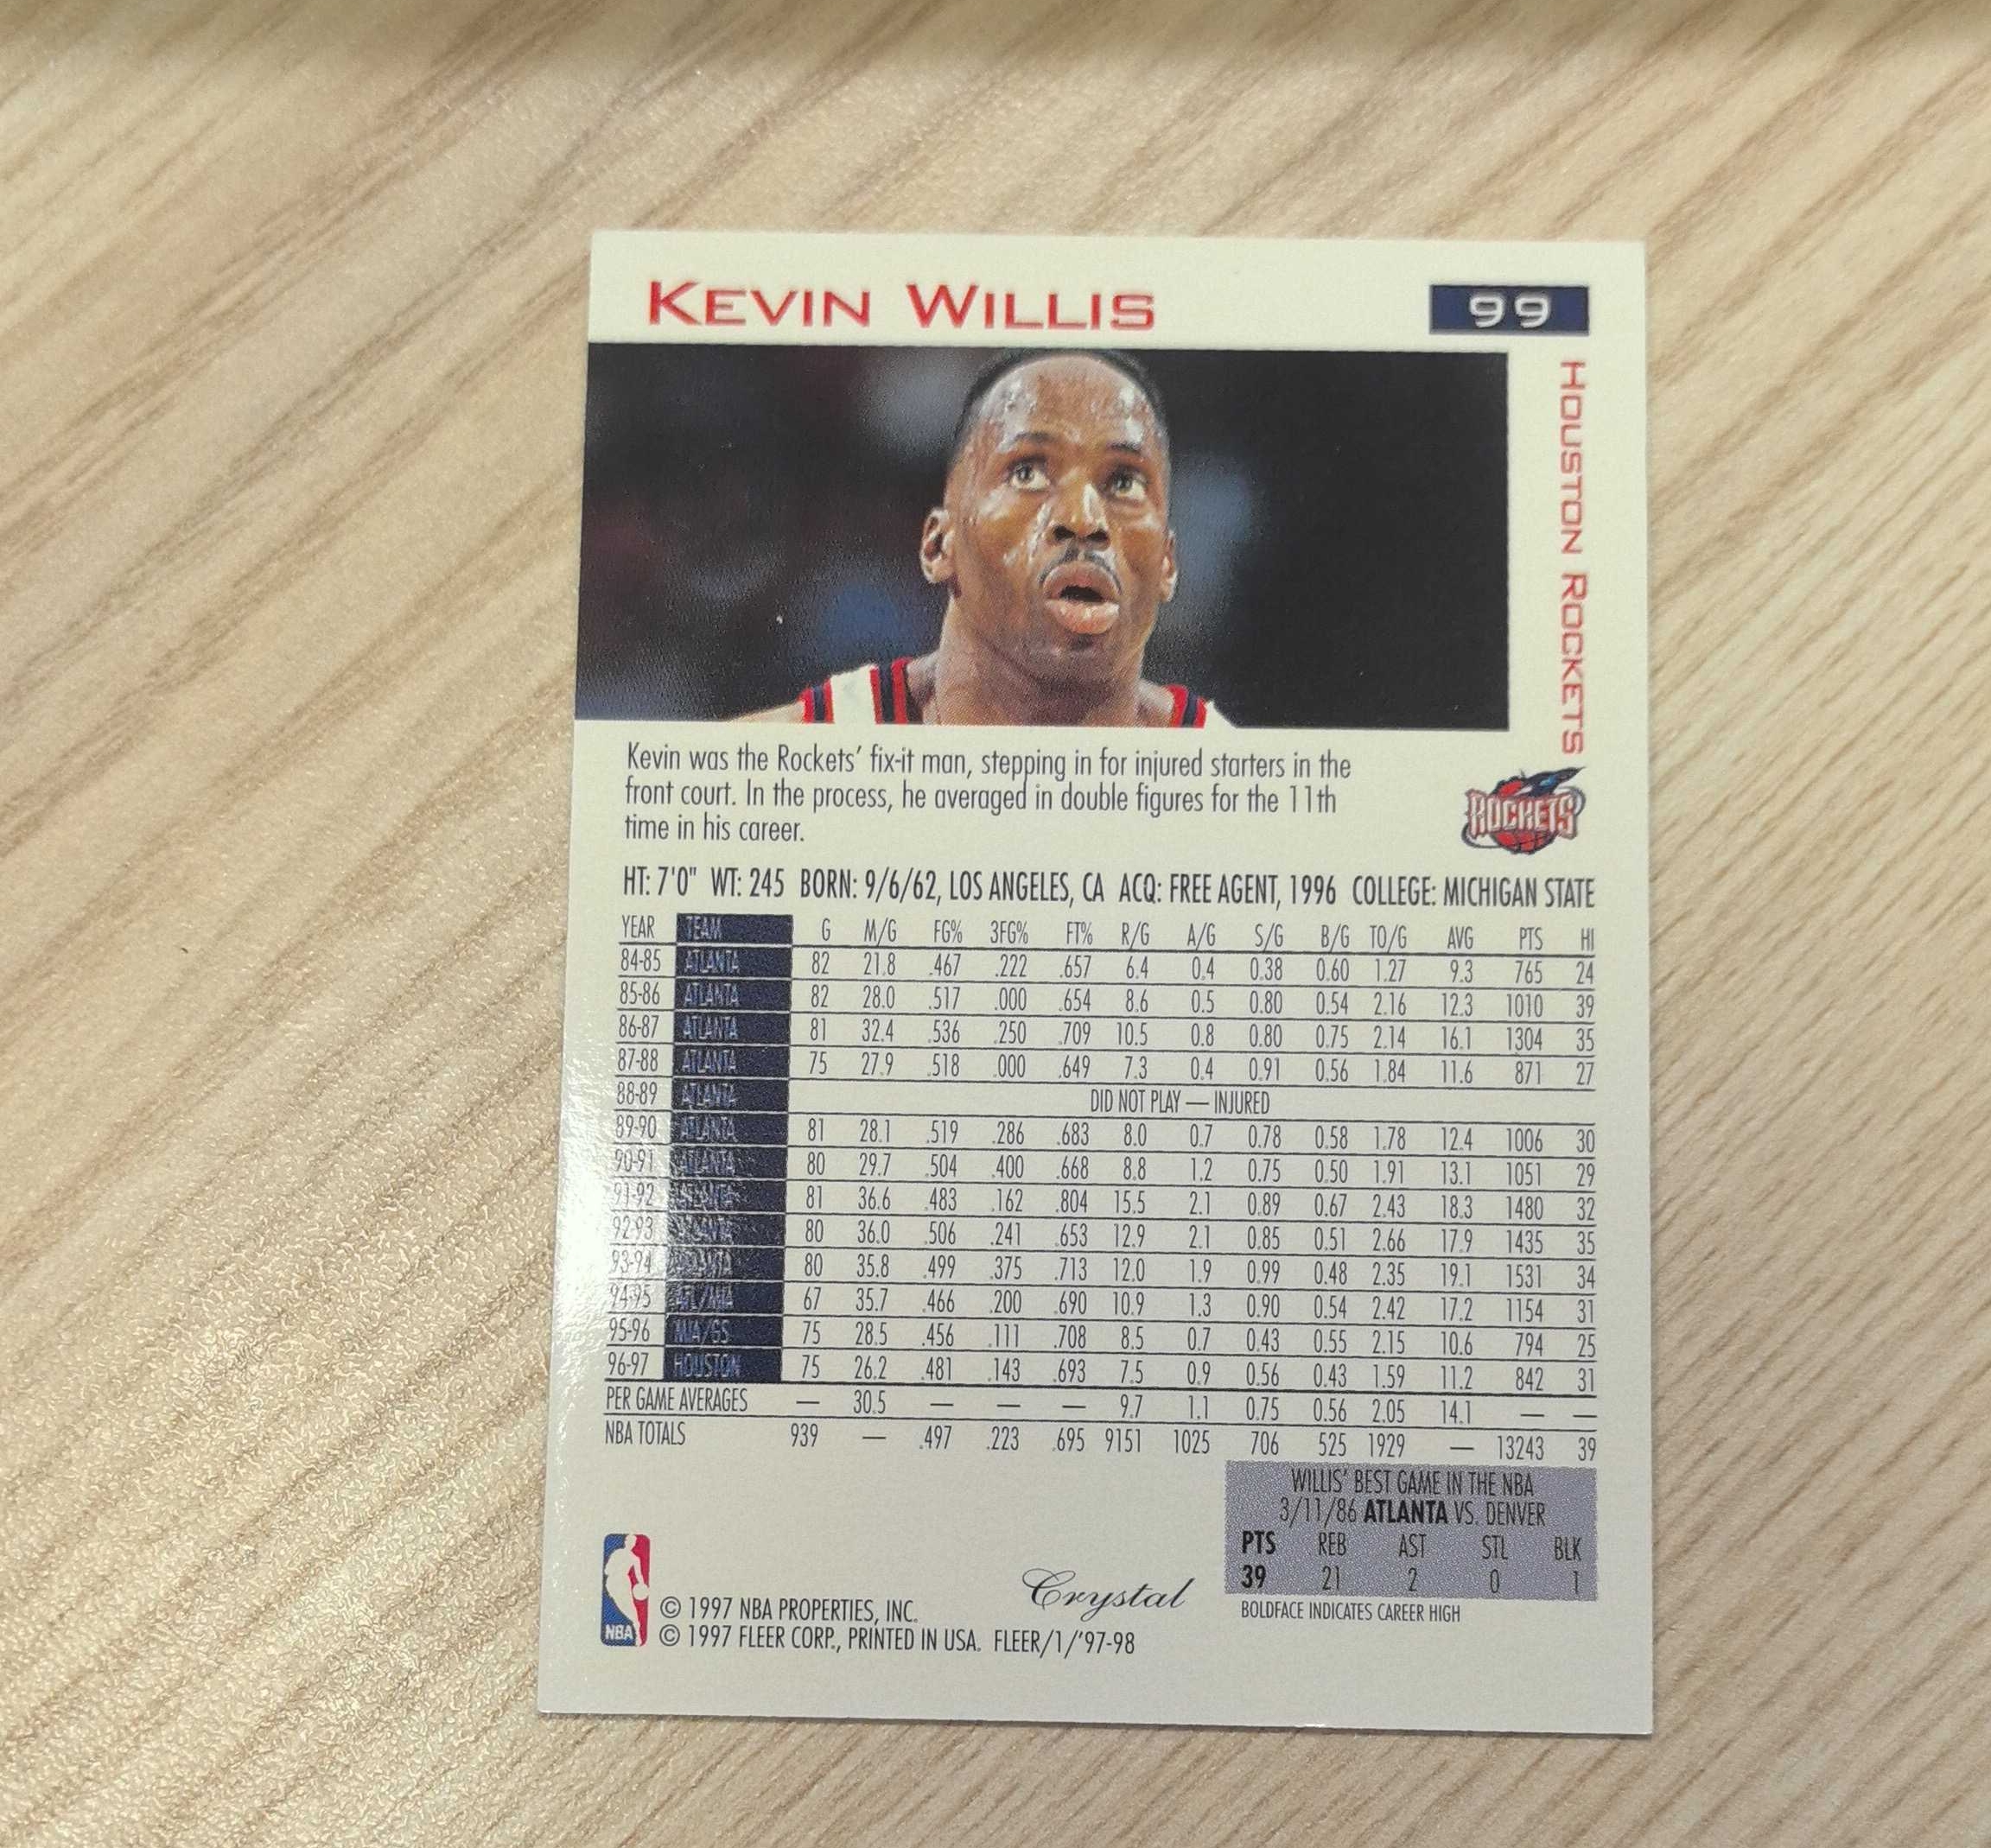 KEVIN WILLIS
99
HOUSTON ROCKETS
Kevin was the Rockets' fix-it man, stepping in for injured starters in the
front court. In the process, he averaged in double figures for the 11th
time in his career.
ROCKETS
HT: 7'0" WT: 245 BORN: 9/6/62, LOS ANGELES, CA ACQ: FREE AGENT, 1996 COLLEGE: MICHIGAN STATE
YEAR TEAM G M/G FG% 3FG% FT% R/G A/G S/G B/G TO/G AVG PTS HI
84-85 ATLANTA 82 21.8 .467 .222 .657 6.4 0.4 0.38 0.60 1.27 9.3 765 24
85-86 ATLANTA 82 28.0 .517 .000 .654 8.6 0.5 0.80 0.54 2.16 12.3 1010 39
86-87 ATLANTA 81 32.4 .536 .250 .709 10.5 0.8 0.80 0.75 2.14 16.1 1304 35
87-88 ATLANTA 75 27.9 .518 .000 .649 7.3 0.4 0.91 0.56 1.84 11.6 871 27
88-89 ATLANTA DID NOT PLAY — INJURED
89-90 ATLANTA 81 28.1 .519 .286 .683 8.0 0.7 0.78 0.58 1.78 12.4 1006 30
90-91 ATLANTA 80 29.7 .504 .400 .668 8.8 1.2 0.75 0.50 1.91 13.1 1051 29
91-92 ATLANTA 81 36.6 .483 .162 .804 15.5 2.1 0.89 0.67 2.43 18.3 1480 32
92-93 ATLANTA 80 36.0 .506 .241 .653 12.9 2.1 0.85 0.51 2.66 17.9 1435 35
93-94 ATLANTA 80 35.8 .499 .375 .713 12.0 1.9 0.99 0.48 2.35 19.1 1531 34
94-95 ATL/MIA 67 35.7 .466 .200 .690 10.9 1.3 0.90 0.54 2.42 17.2 1154 31
95-96 MIA/GS 75 28.5 .456 .111 .708 8.5 0.7 0.43 0.55 2.15 10.6 794 25
96-97 HOUSTON 75 26.2 .481 .143 .693 7.5 0.9 0.56 0.43 1.59 11.2 842 31
PER GAME AVERAGES — 30.5 — — — 9.7 1.1 0.75 0.56 2.05 14.1 — —
NBA TOTALS 939 — .497 .223 .695 9151 1025 706 525 1929 — 13243 39
WILLIS' BEST GAME IN THE NBA
3/11/86 ATLANTA VS. DENVER
PTS REB AST STL BLK
39 21 2 0 1
BOLDFACE INDICATES CAREER HIGH
Crystal
NBA
© 1997 NBA PROPERTIES, INC.
© 1997 FLEER CORP., PRINTED IN USA. FLEER/1/'97-98